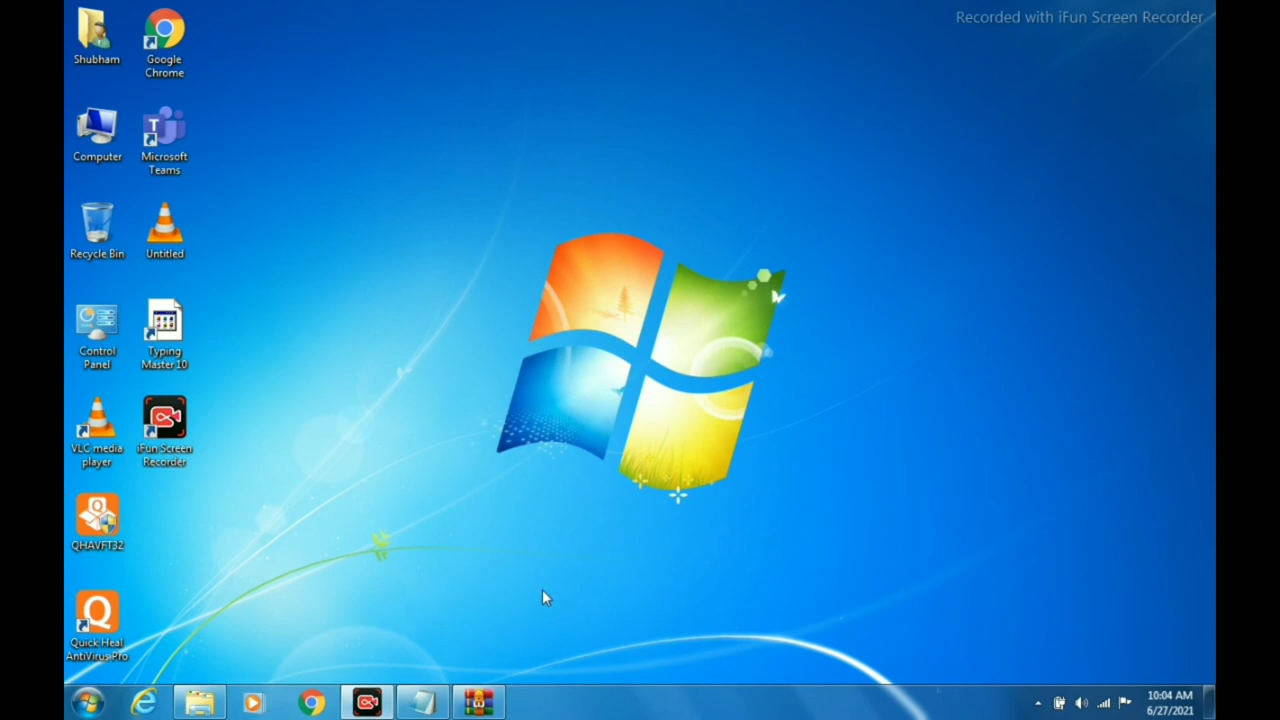 Recorded with iFun Screen Recorder
Shubham
Google
Chrome
Computer
Microsoft
Teams
Recycle Bin
Untitled
Control
Panel
Typing
Master 10
VLC media
player
iFun Screen
Recorder
QHAVFT32
Quick Heal
AntiVirus Pro
10:04 AM
6/27/2021